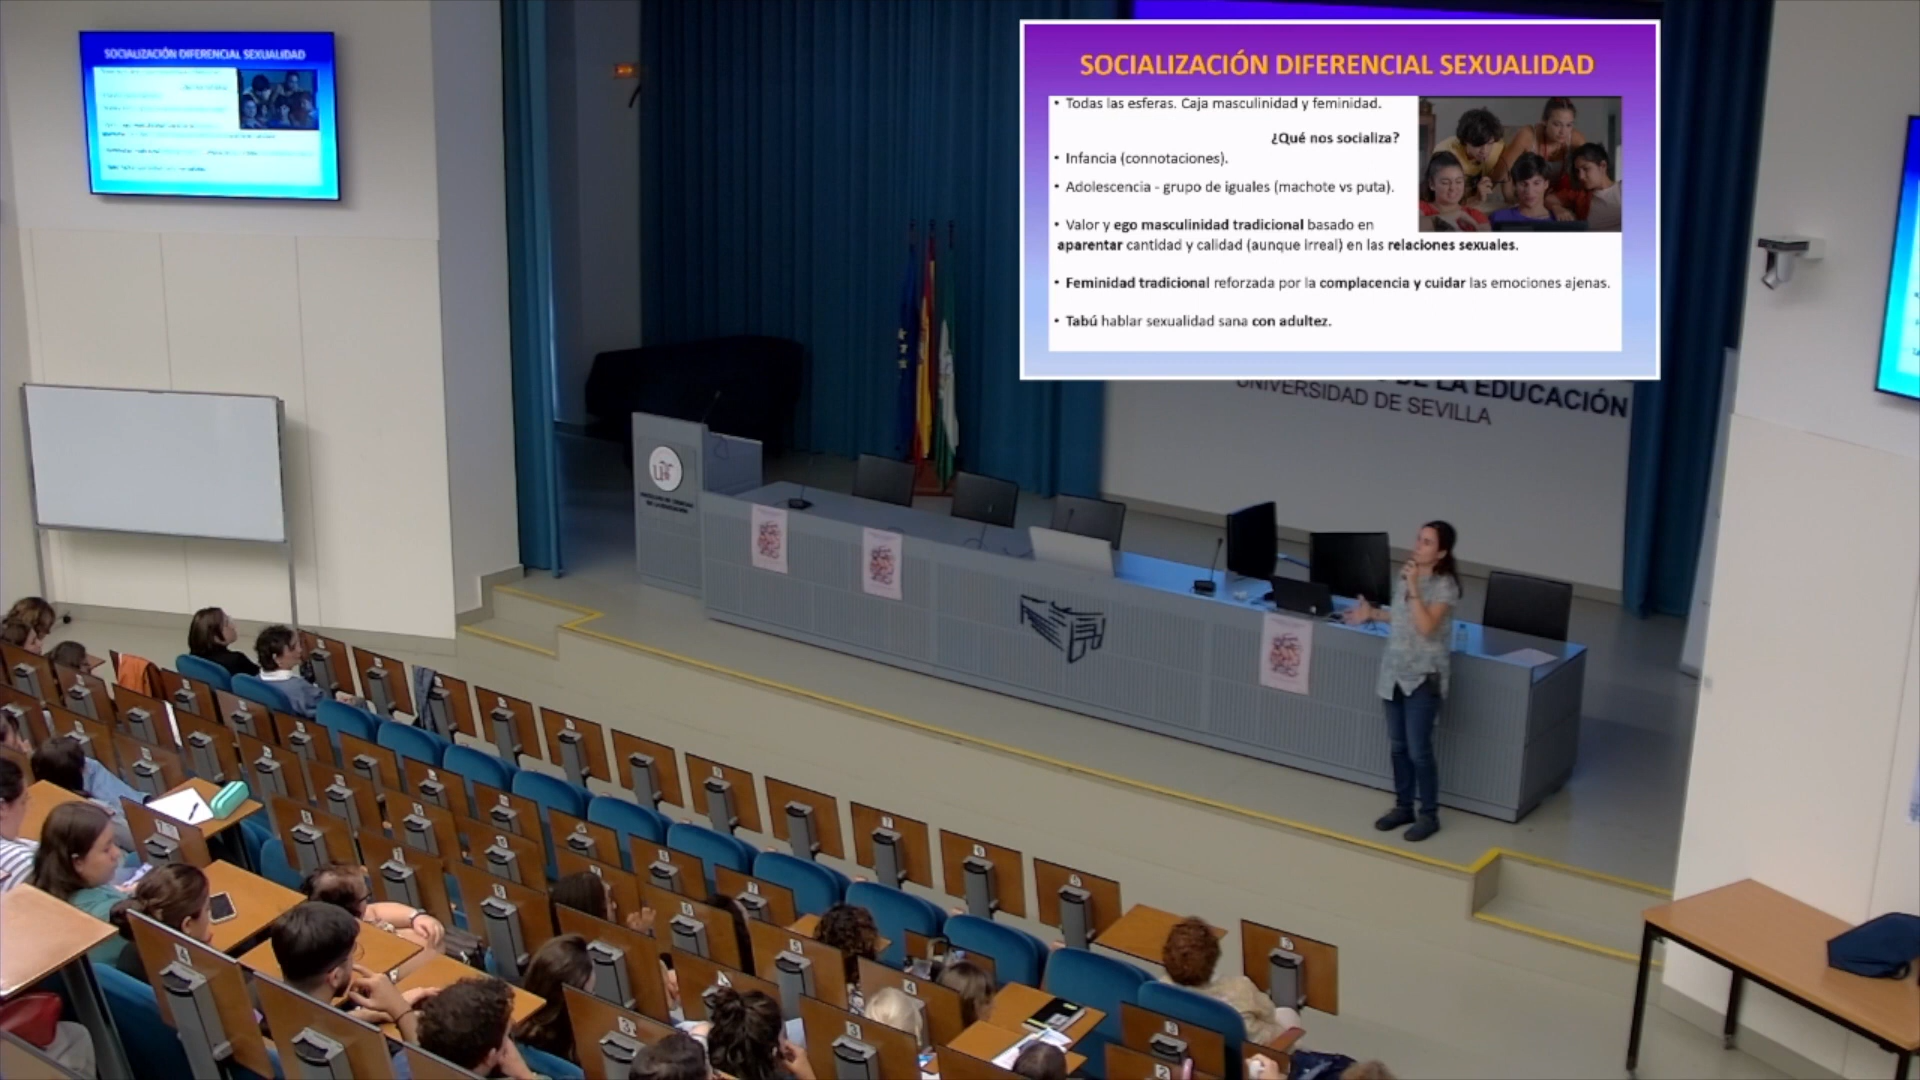 SOCIALIZACIÓN DIFERENCIAL SEXUALIDAD
SOCIALIZACIÓN DIFERENCIAL SEXUALIDAD
• Todas las esferas. Caja masculinidad y feminidad.
¿Qué nos socializa?
• Infancia (connotaciones).
• Adolescencia - grupo de iguales (machote vs puta).
• Valor y ego masculinidad tradicional basado en
aparentar cantidad y calidad (aunque irreal) en las relaciones sexuales.
• Feminidad tradicional reforzada por la complacencia y cuidar las emociones ajenas.
• Tabú hablar sexualidad sana con adultez.
DE LA EDUCACIÓN
UNIVERSIDAD DE SEVILLA